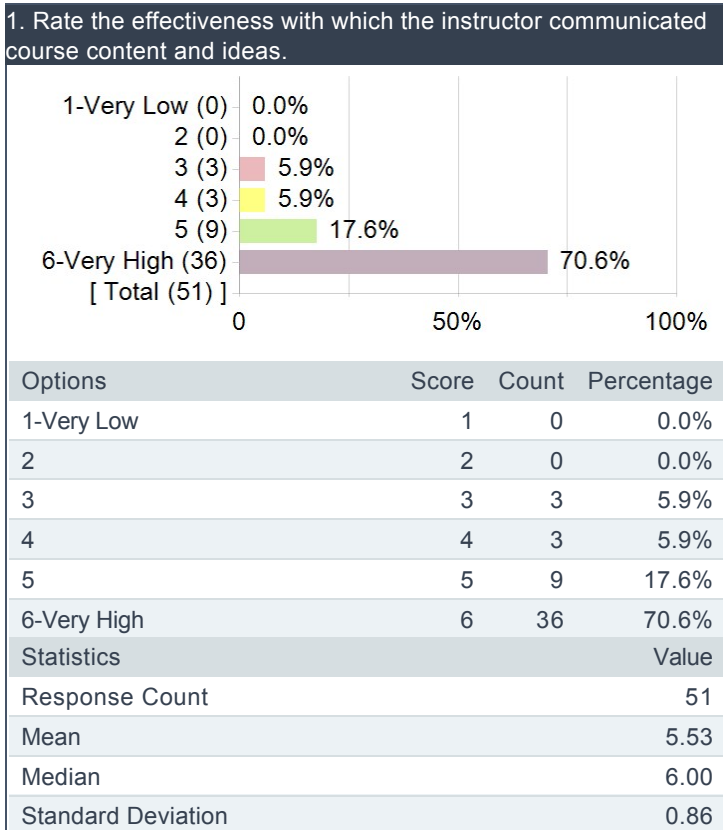 1. Rate the effectiveness with which the instructor communicated
course content and ideas.
1-Very Low (0) 0.0%
2 (0) 0.0%
3 (3) 5.9%
4 (3) 5.9%
5 (9) 17.6%
6-Very High (36) 70.6%
[ Total (51) ]
0 50% 100%
Options Score Count Percentage
1-Very Low 1 0 0.0%
2 2 0 0.0%
3 3 3 5.9%
4 4 3 5.9%
5 5 9 17.6%
6-Very High 6 36 70.6%
Statistics Value
Response Count 51
Mean 5.53
Median 6.00
Standard Deviation 0.86